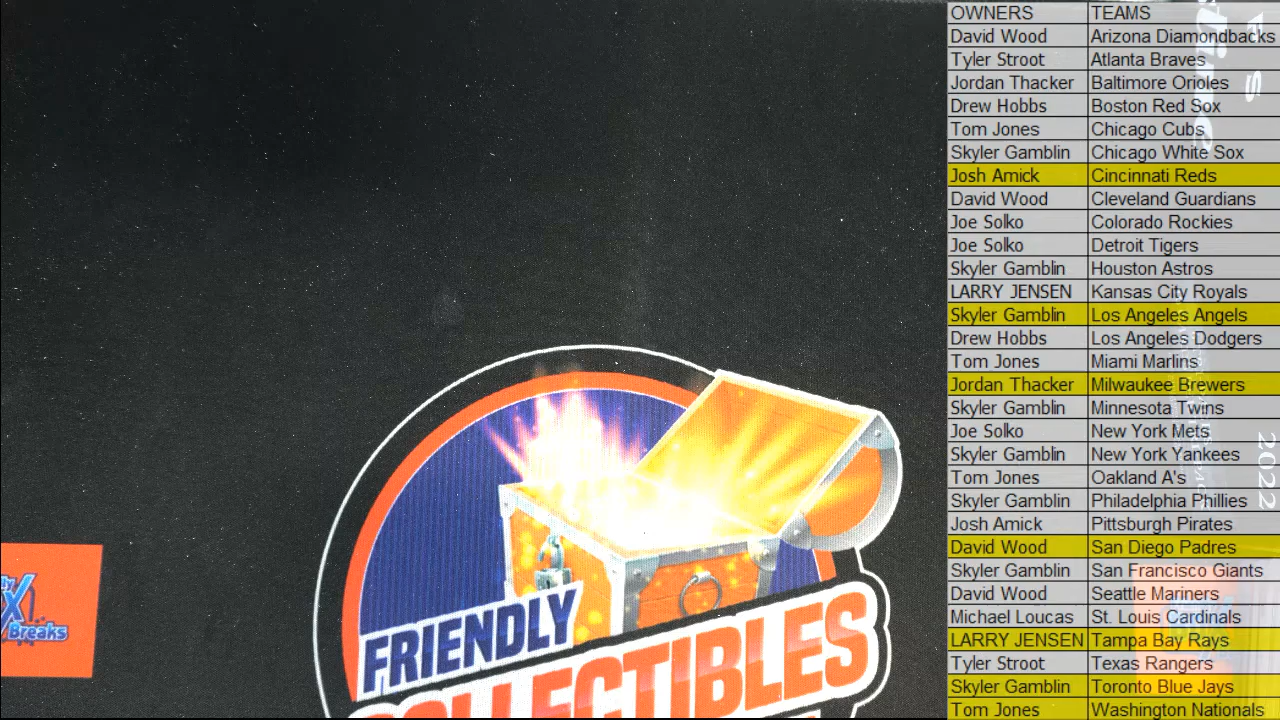 OWNERS TEAMS
David Wood Arizona Diamondbacks
Tyler Stroot Atlanta Braves
Jordan Thacker Baltimore Orioles
Drew Hobbs Boston Red Sox
Tom Jones Chicago Cubs
Skyler Gamblin Chicago White Sox
Josh Amick Cincinnati Reds
David Wood Cleveland Guardians
Joe Solko Colorado Rockies
Joe Solko Detroit Tigers
Skyler Gamblin Houston Astros
LARRY JENSEN Kansas City Royals
Skyler Gamblin Los Angeles Angels
Drew Hobbs Los Angeles Dodgers
Tom Jones Miami Marlins
Jordan Thacker Milwaukee Brewers
Skyler Gamblin Minnesota Twins
Joe Solko New York Mets
Skyler Gamblin New York Yankees
Tom Jones Oakland A's
Skyler Gamblin Philadelphia Phillies
Josh Amick Pittsburgh Pirates
David Wood San Diego Padres
Skyler Gamblin San Francisco Giants
David Wood Seattle Mariners
Michael Loucas St. Louis Cardinals
LARRY JENSEN Tampa Bay Rays
Tyler Stroot Texas Rangers
Skyler Gamblin Toronto Blue Jays
Tom Jones Washington Nationals
2022
FRIENDLY
COLLECTIBLES
Breaks